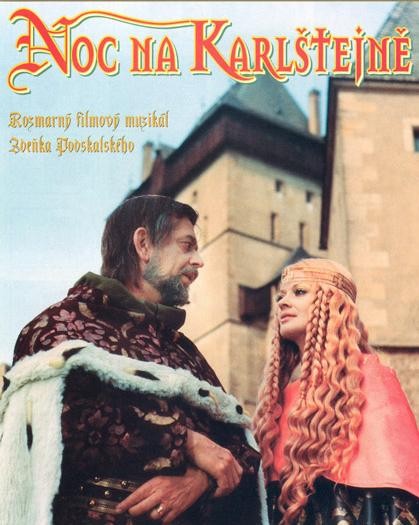 Noc na Karlštejně
Rozmarný filmový muzikál
Zdeňka Podskalského